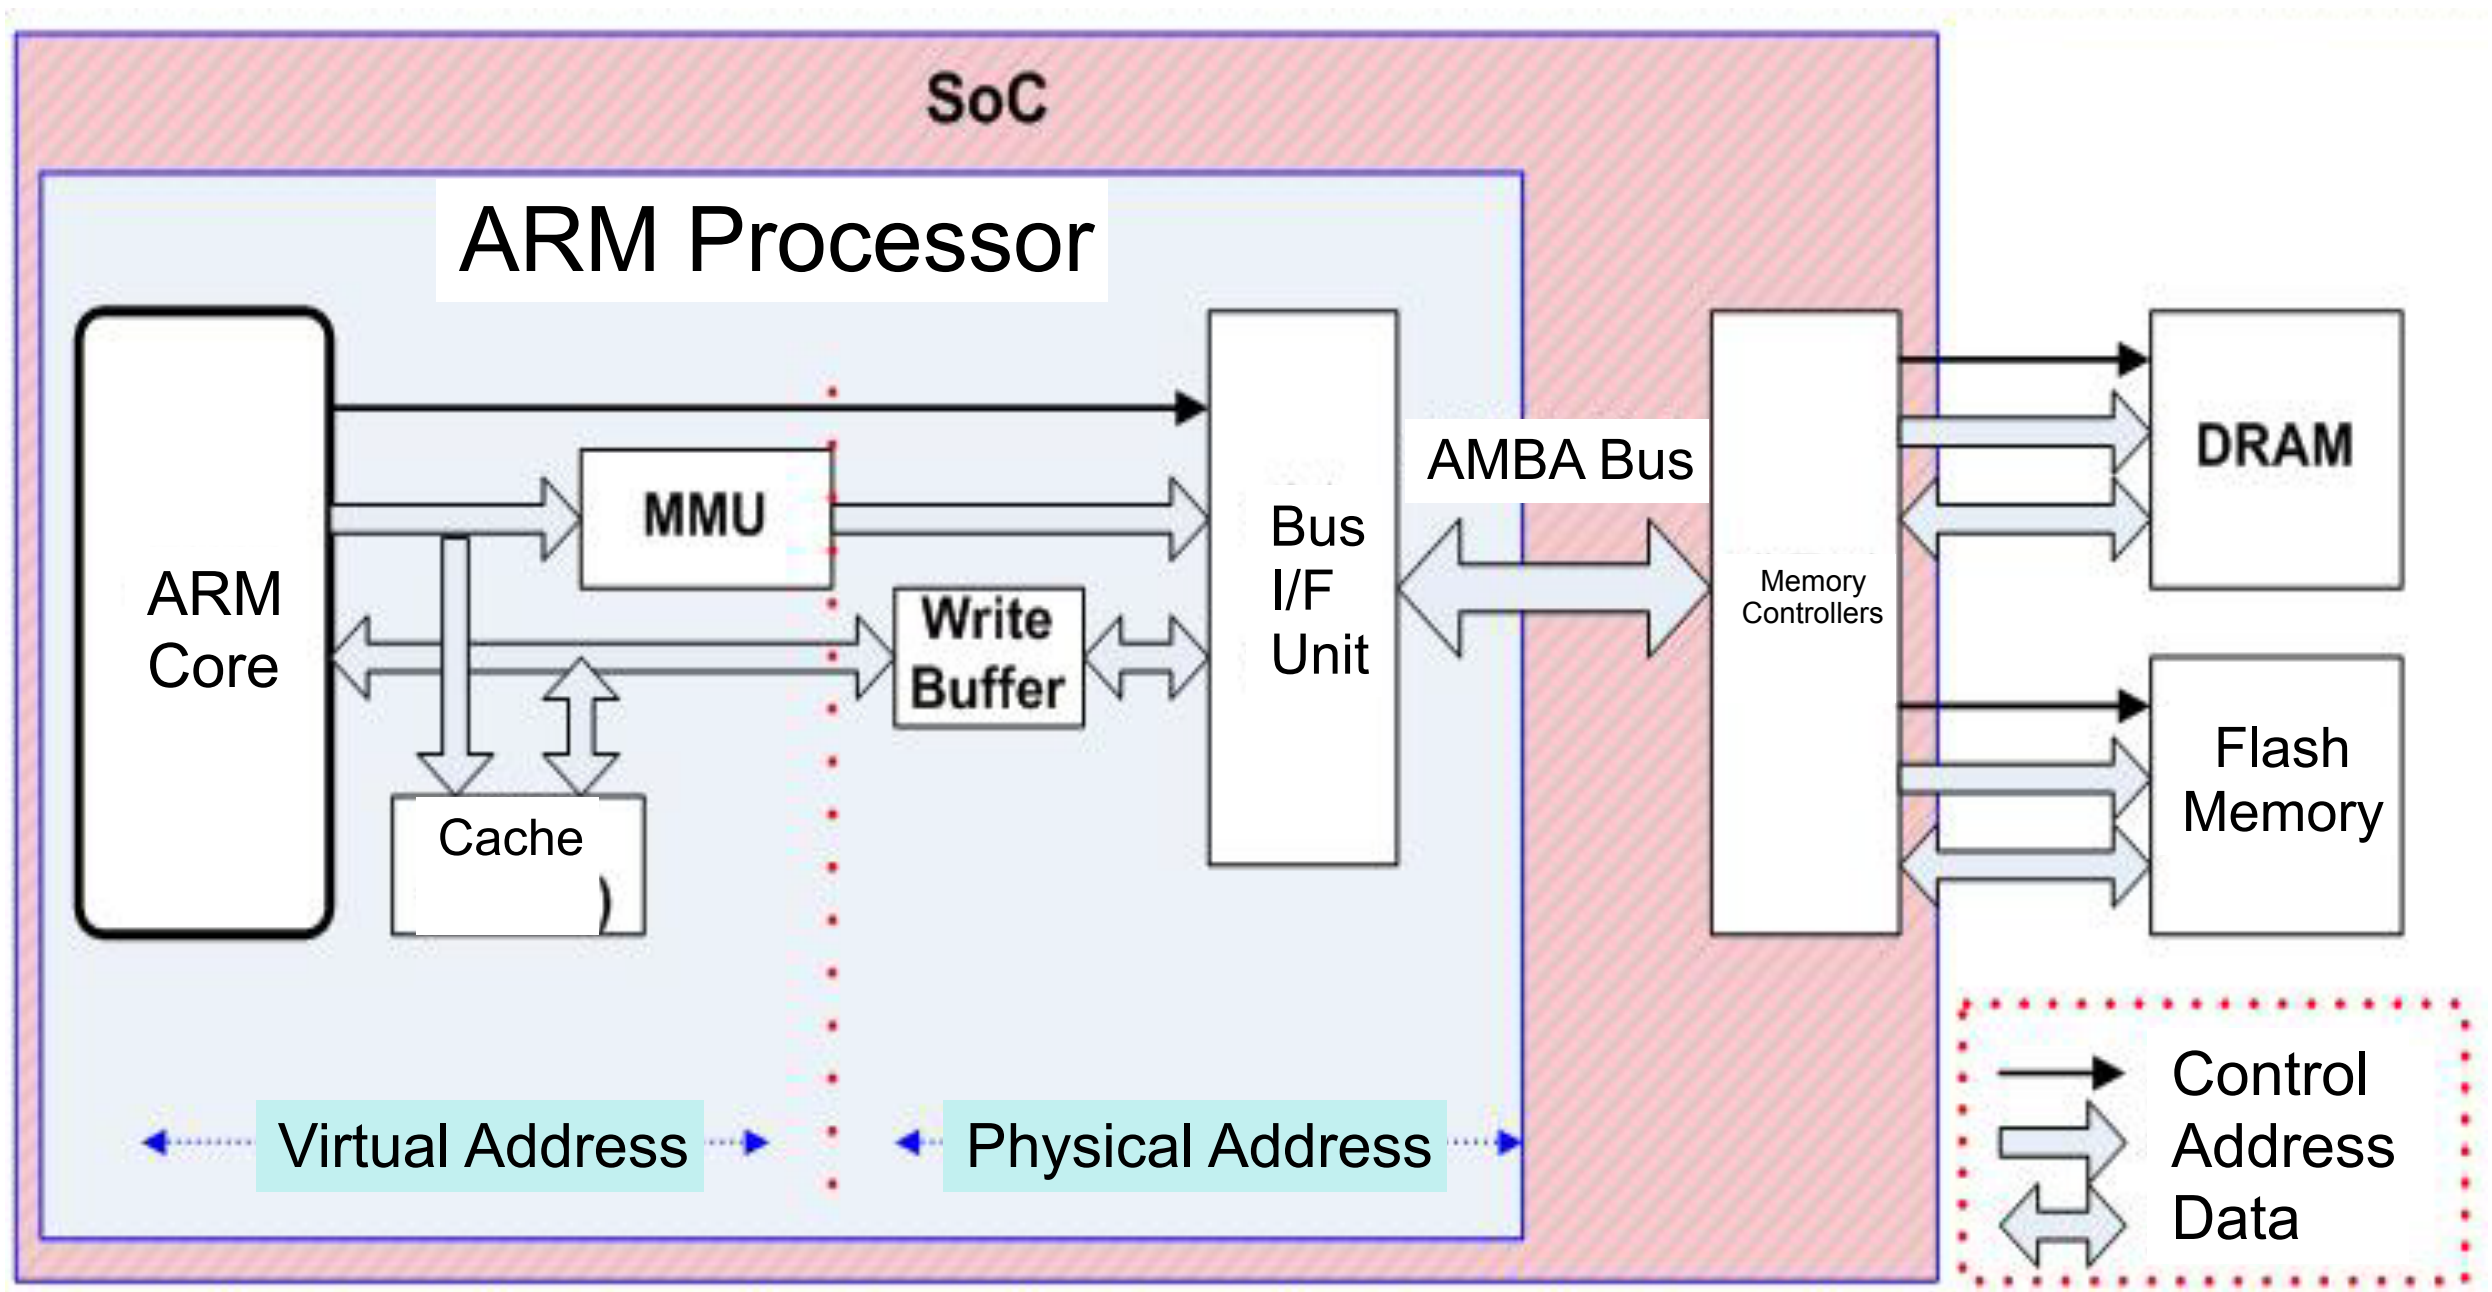 SoC
ARM Processor
ARM
Core
MMU
Write
Buffer
Cache
)
Bus
I/F
Unit
AMBA Bus
Memory
Controllers
DRAM
Flash
Memory
Virtual Address
Physical Address
Control
Address
Data